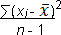 ∑(xᵢ - x̄)²
n - 1